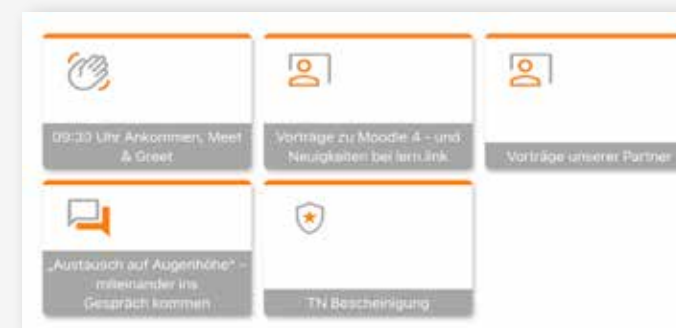 09:30 Uhr Ankommen, Meet
& Greet
Vorträge zu Moodle 4 – und
Neuigkeiten bei lern.link
Vorträge unserer Partner
„Austausch auf Augenhöhe“ –
miteinander ins
Gespräch kommen
TN Bescheinigung